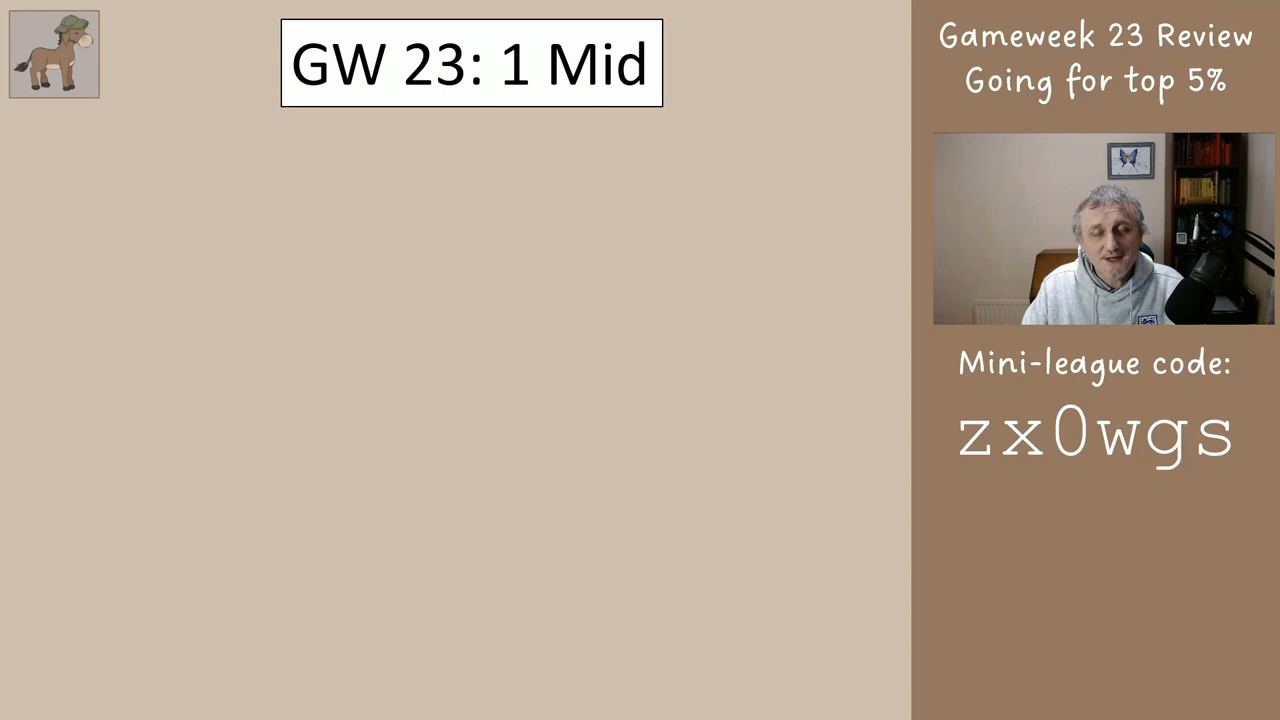 GW 23: 1 Mid
Gameweek 23 Review
Going for top 5%
Mini-league code:
zx0wgs